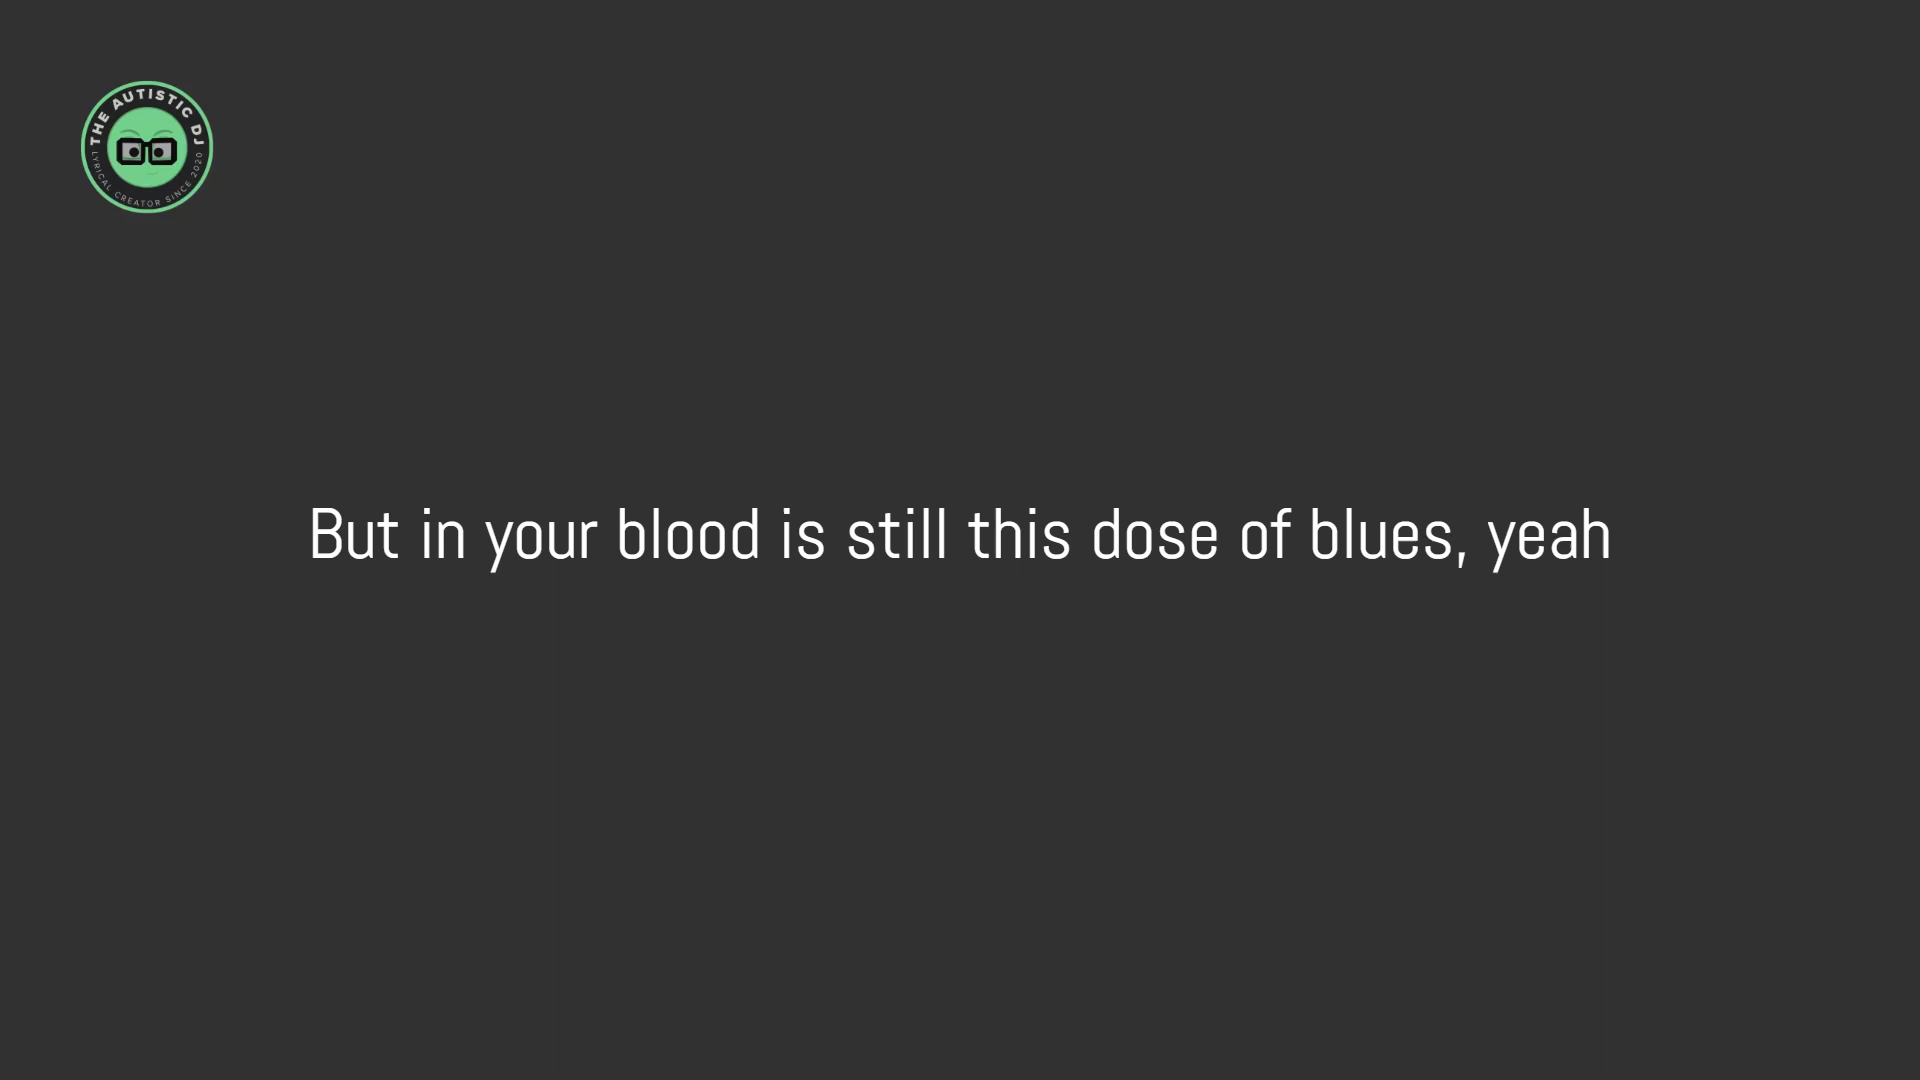 THE AUTISTIC DJ
LYRICAL CREATOR SINCE 2020
But in your blood is still this dose of blues, yeah